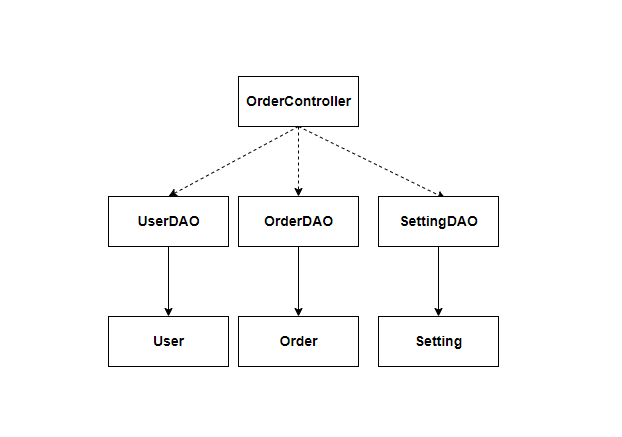 OrderController
UserDAO
OrderDAO
SettingDAO
User
Order
Setting